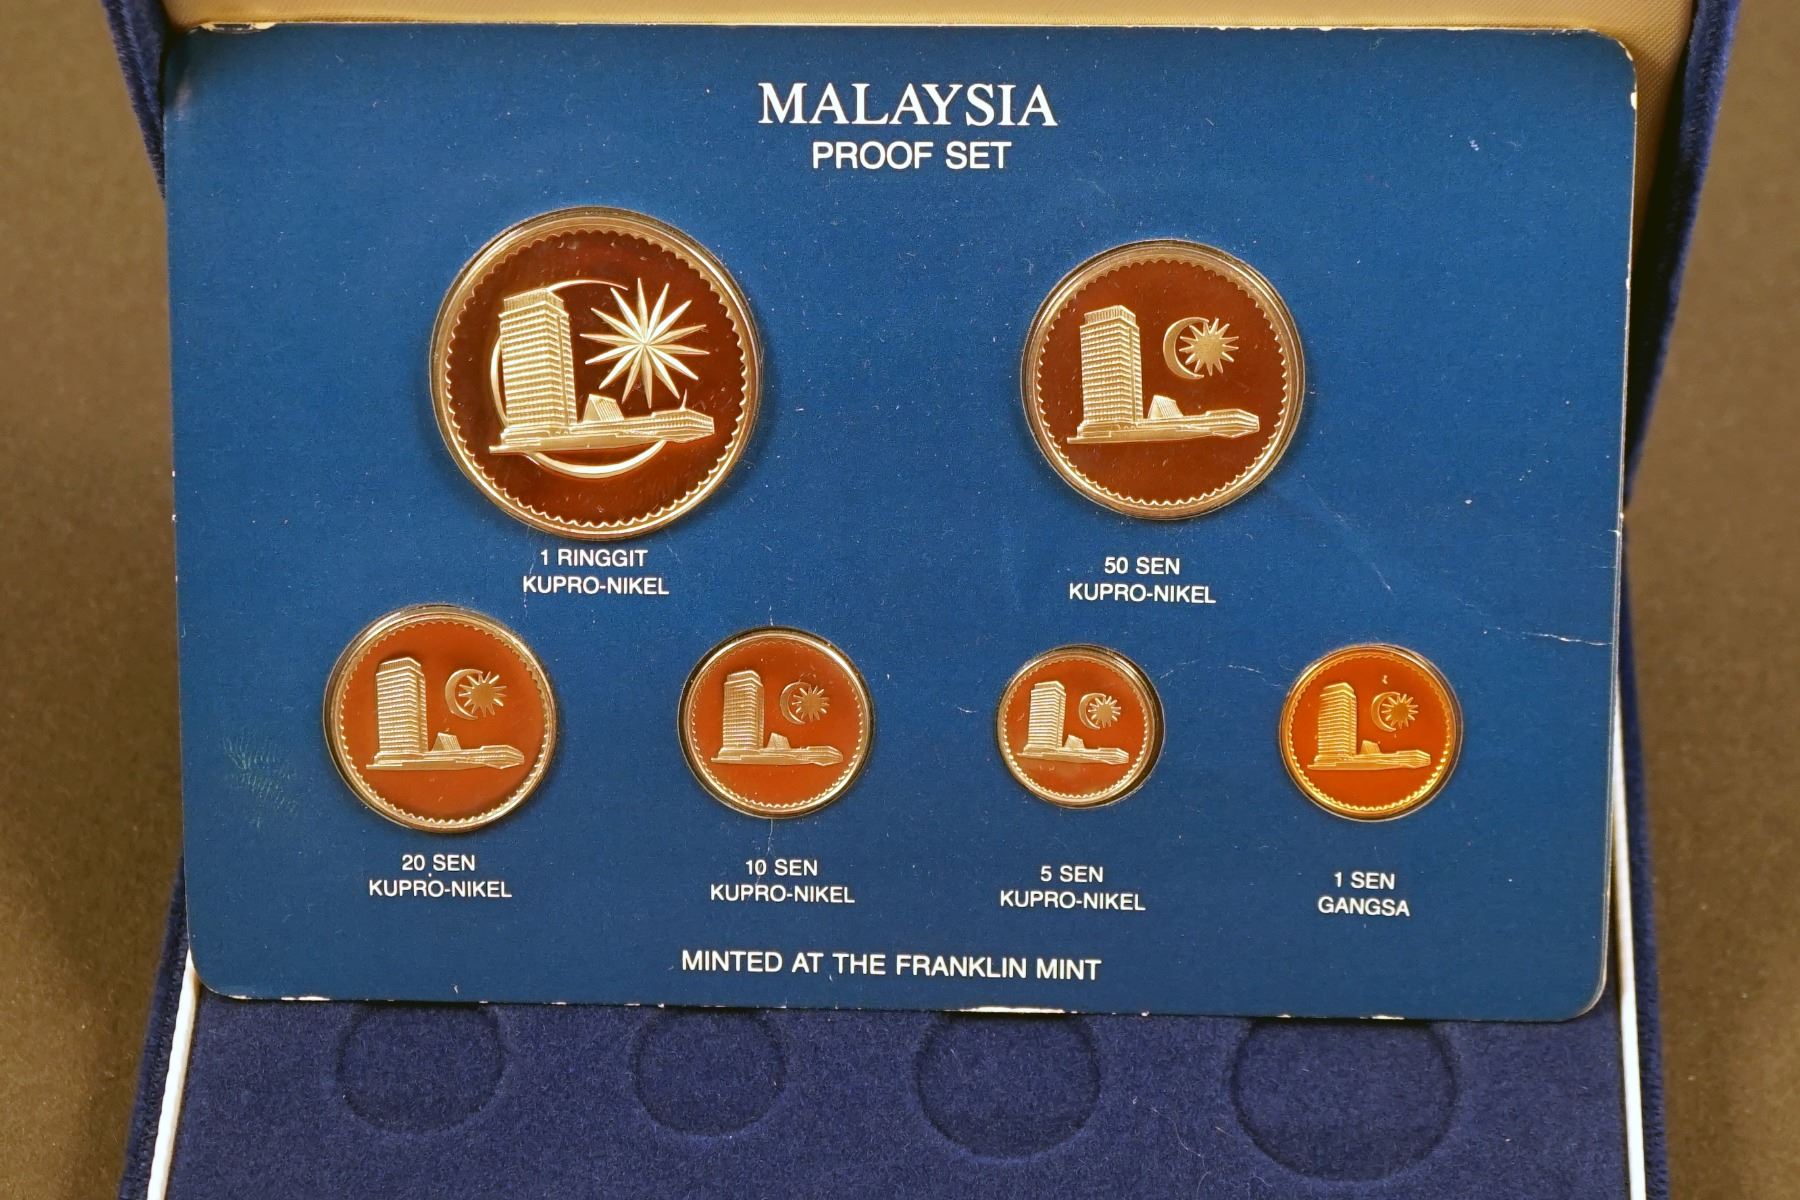 MALAYSIA
PROOF SET
1 RINGGIT
KUPRO-NIKEL
50 SEN
KUPRO-NIKEL
20 SEN
KUPRO-NIKEL
10 SEN
KUPRO-NIKEL
5 SEN
KUPRO-NIKEL
1 SEN
GANGSA
MINTED AT THE FRANKLIN MINT